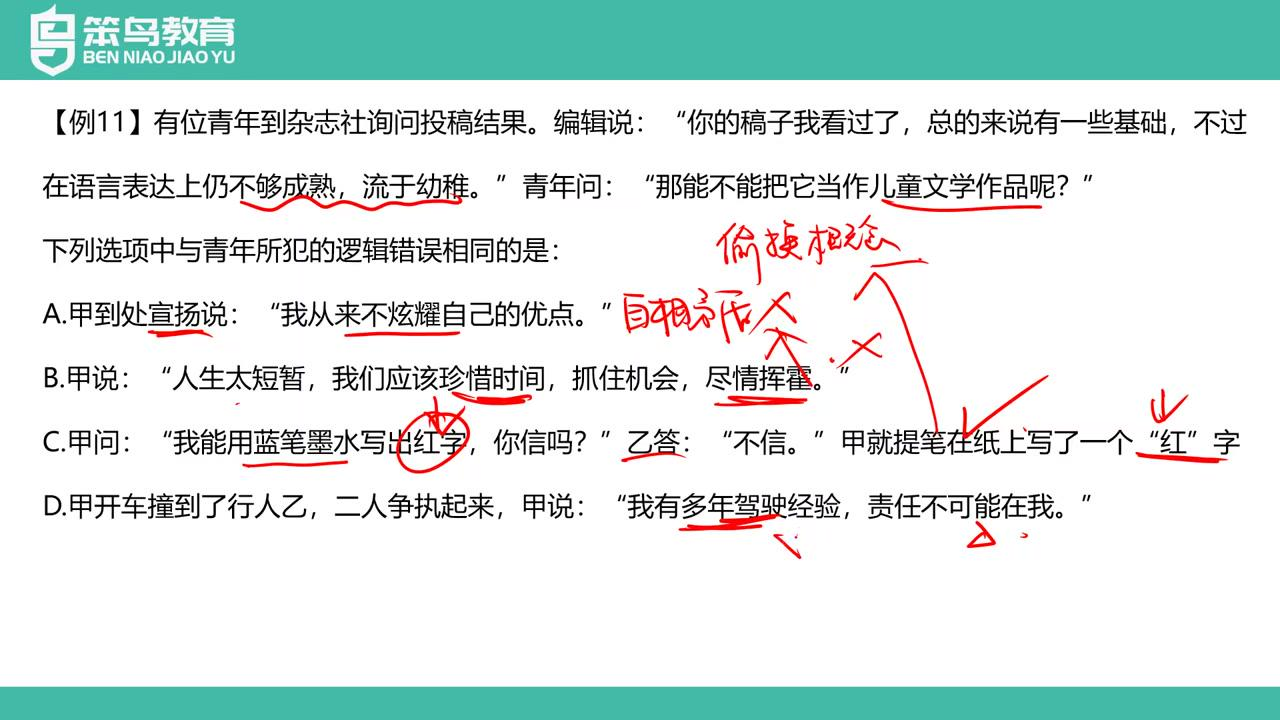 笨鸟教育
BEN NIAO JIAO YU
【例11】有位青年到杂志社询问投稿结果。编辑说：“你的稿子我看过了，总的来说有一些基础，不过
在语言表达上仍不够成熟，流于幼稚。”青年问：“那能不能把它当作儿童文学作品呢？”
偷换概念
下列选项中与青年所犯的逻辑错误相同的是：
A.甲到处宣扬说：“我从来不炫耀自己的优点。”
自相矛盾
B.甲说：“人生太短暂，我们应该珍惜时间，抓住机会，尽情挥霍。”
C.甲问：“我能用蓝笔墨水写出红字，你信吗？”乙答：“不信。”甲就提笔在纸上写了一个“红”字
D.甲开车撞到了行人乙，二人争执起来，甲说：“我有多年驾驶经验，责任不可能在我。”